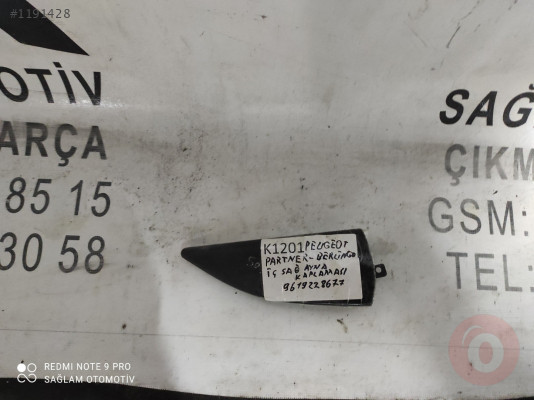 #1191428
OTİV
ARÇA
85 15
30 58
SAĞ
ÇIKM
GSM:
TEL:
K1201 PEUGEOT
PARTNER-BERLİNGO
İÇ SAĞ AYNA
KAPLAMASI
9619228677
REDMI NOTE 9 PRO
SAGLAM OTOMOTİV